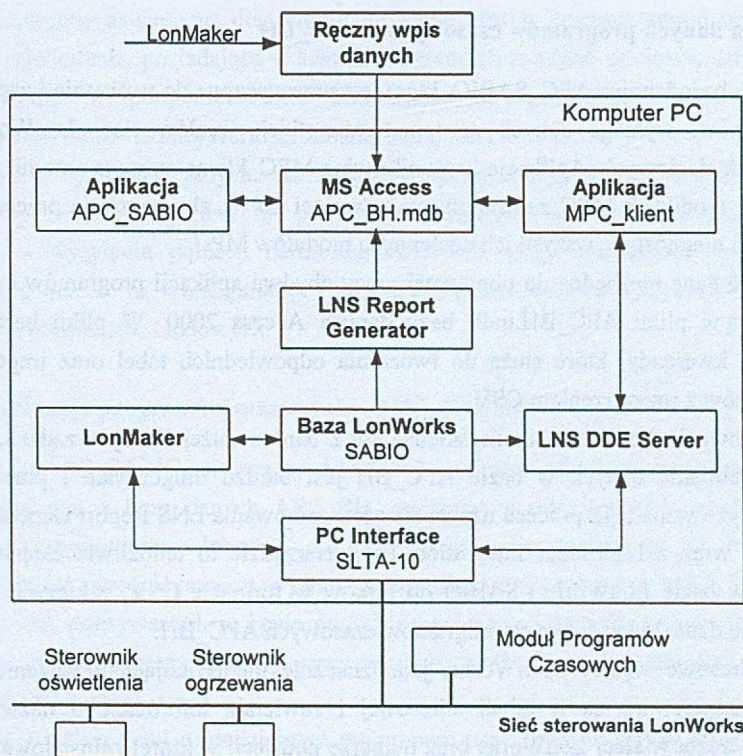 LonMaker
Ręczny wpis
danych
Komputer PC
Aplikacja
APC_SABIO
MS Access
APC_BH.mdb
Aplikacja
MPC_klient
LNS Report
Generator
LonMaker
Baza LonWorks
SABIO
LNS DDE Server
PC Interface
SLTA-10
Sterownik
oświetlenia
Sterownik
ogrzewania
Moduł Programów
Czasowych
Sieć sterowania LonWorks